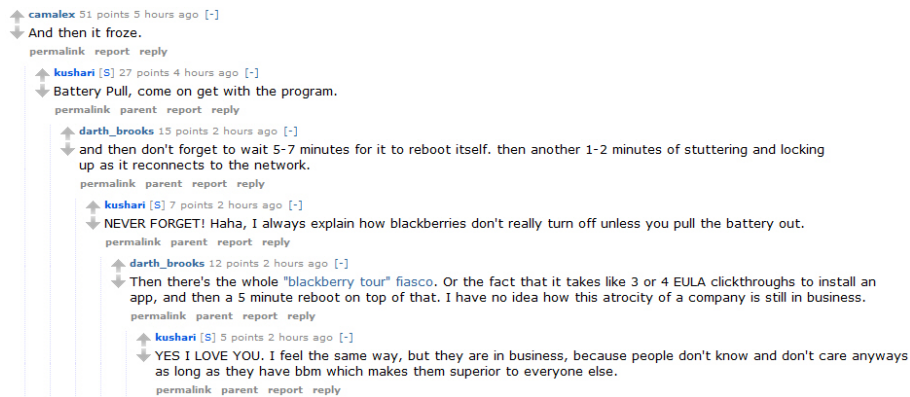 camalex 51 points 5 hours ago [-]
And then it froze.
permalink report reply
kushari [S] 27 points 4 hours ago [-]
Battery Pull, come on get with the program.
permalink parent report reply
darth_brooks 15 points 2 hours ago [-]
and then don't forget to wait 5-7 minutes for it to reboot itself. then another 1-2 minutes of stuttering and locking
up as it reconnects to the network.
permalink parent report reply
kushari [S] 7 points 2 hours ago [-]
NEVER FORGET! Haha, I always explain how blackberries don't really turn off unless you pull the battery out.
permalink parent report reply
darth_brooks 12 points 2 hours ago [-]
Then there's the whole "blackberry tour" fiasco. Or the fact that it takes like 3 or 4 EULA clickthroughs to install an
app, and then a 5 minute reboot on top of that. I have no idea how this atrocity of a company is still in business.
permalink parent report reply
kushari [S] 5 points 2 hours ago [-]
YES I LOVE YOU. I feel the same way, but they are in business, because people don't know and don't care anyways
as long as they have bbm which makes them superior to everyone else.
permalink parent report reply